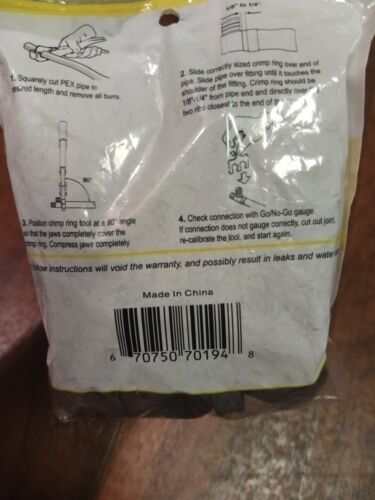 1/8" to 1/4"
1. Squarely cut PEX pipe to
length and remove all burrs.
2. Slide correctly sized crimp ring over end of
pipe. Slide pipe over fitting until it touches the
shoulder of the fitting. Crimp ring should be
1/8"-1/4" from pipe end and directly over
two ribs closest to the end of the
90°
3. Position crimp ring tool at a 90° angle
so that the jaws completely cover the
ring. Compress jaws completely.
4. Check connection with Go/No-Go gauge.
If connection does not gauge correctly, cut out joint,
re-calibrate the tool, and start again.
instructions will void the warranty, and possibly result in leaks and water
Made In China
6 70750 70194 8